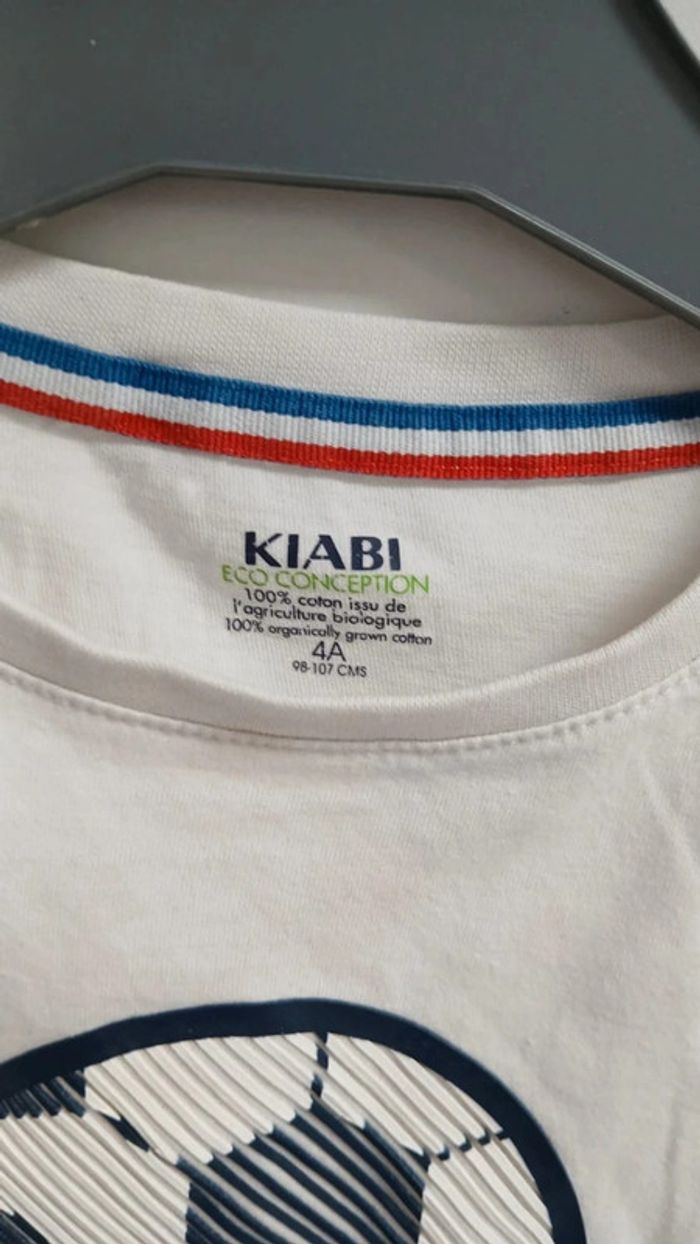 KIABI
ECO CONCEPTION
100% coton issu de
l'agriculture biologique
100% organically grown cotton
4A
98-107 CMS